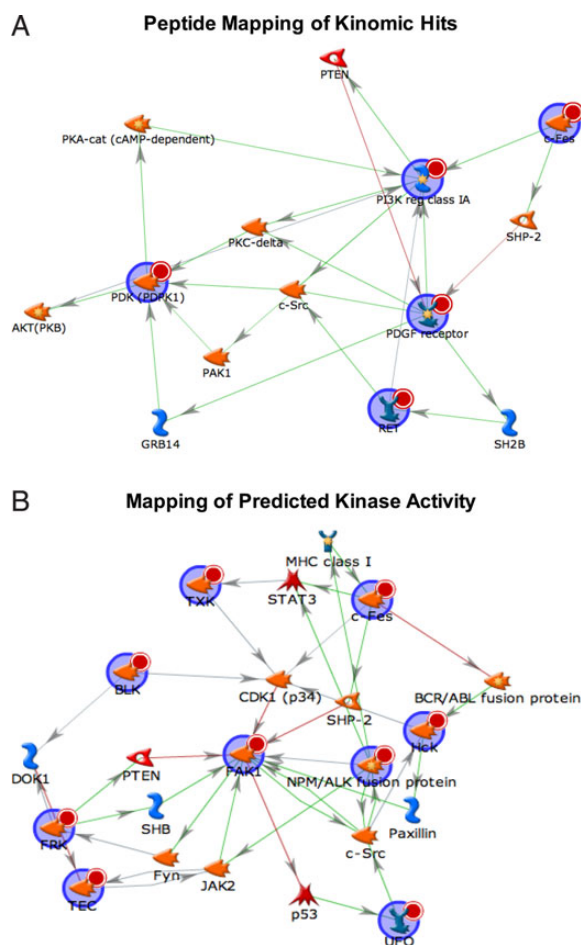 A
Peptide Mapping of Kinomic Hits
PTEN
PKA-cat (cAMP-dependent)
c-Fes
PI3K reg class IA
SHP-2
PKC-delta
PDK (PDPK1)
c-Src
AKT(PKB)
PDGF receptor
PAK1
GRB14
RET
SH2B
B
Mapping of Predicted Kinase Activity
MHC class I
TXK
STAT3
c-Fes
BLK
CDK1 (p34)
BCR/ABL fusion protein
SHP-2
Hck
DOK1
PTEN
FAK1
NPM/ALK fusion protein
SHB
Paxillin
FRK
c-Src
Fyn
JAK2
TEC
p53
UFO